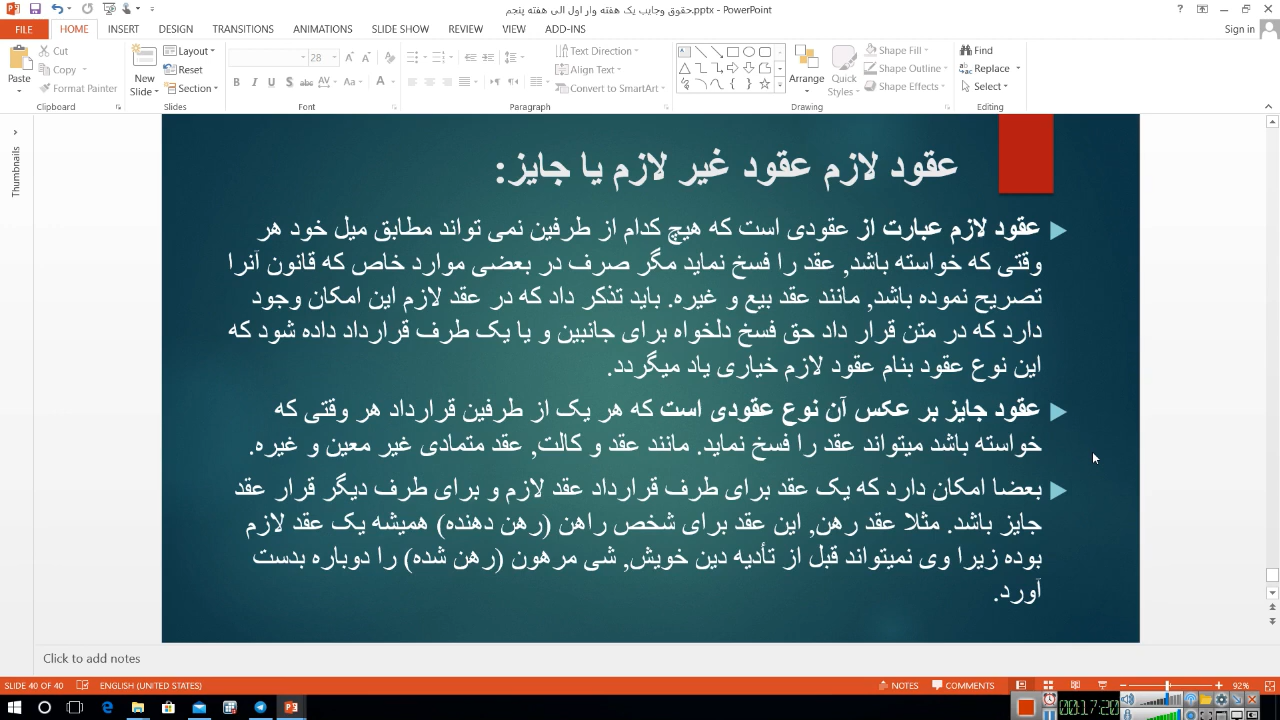 حقوق وجایب یک هفته وار اول الی هفته پنجم.pptx - PowerPoint
Sign in
FILE HOME INSERT DESIGN TRANSITIONS ANIMATIONS SLIDE SHOW REVIEW VIEW ADD-INS
Paste
Cut
Copy
Format Painter
Clipboard
New Slide
Layout
Reset
Section
Slides
28
B I U S abc AV Aa A
Font
Text Direction
Align Text
Convert to SmartArt
Paragraph
Arrange
Quick Styles
Shape Fill
Shape Outline
Shape Effects
Drawing
Find
Replace
Select
Editing
Thumbnails
عقود لازم عقود غیر لازم یا جایز:
عقود لازم عبارت از عقودی است که هیچ کدام از طرفین نمی تواند مطابق میل خود هر
وقتی که خواسته باشد, عقد را فسخ نماید مگر صرف در بعضی موارد خاص که قانون آنرا
تصریح نموده باشد, مانند عقد بیع و غیره. باید تذکر داد که در عقد لازم این امکان وجود
دارد که در متن قرار داد حق فسخ دلخواه برای جانبین و یا یک طرف قرارداد داده شود که
این نوع عقود بنام عقود لازم خیاری یاد میگردد.
عقود جایز بر عکس آن نوع عقودی است که هر یک از طرفین قرارداد هر وقتی که
خواسته باشد میتواند عقد را فسخ نماید. مانند عقد و کالت, عقد متمادی غیر معین و غیره.
بعضا امکان دارد که یک عقد برای طرف قرارداد عقد لازم و برای طرف دیگر قرار عقد
جایز باشد. مثلا عقد رهن, این عقد برای شخص راهن (رهن دهنده) همیشه یک عقد لازم
بوده زیرا وی نمیتواند قبل از تأدیه دین خویش, شی مرهون (رهن شده) را دوباره بدست
آورد.
Click to add notes
SLIDE 40 OF 40 ENGLISH (UNITED STATES) NOTES COMMENTS 92%
00:17:20